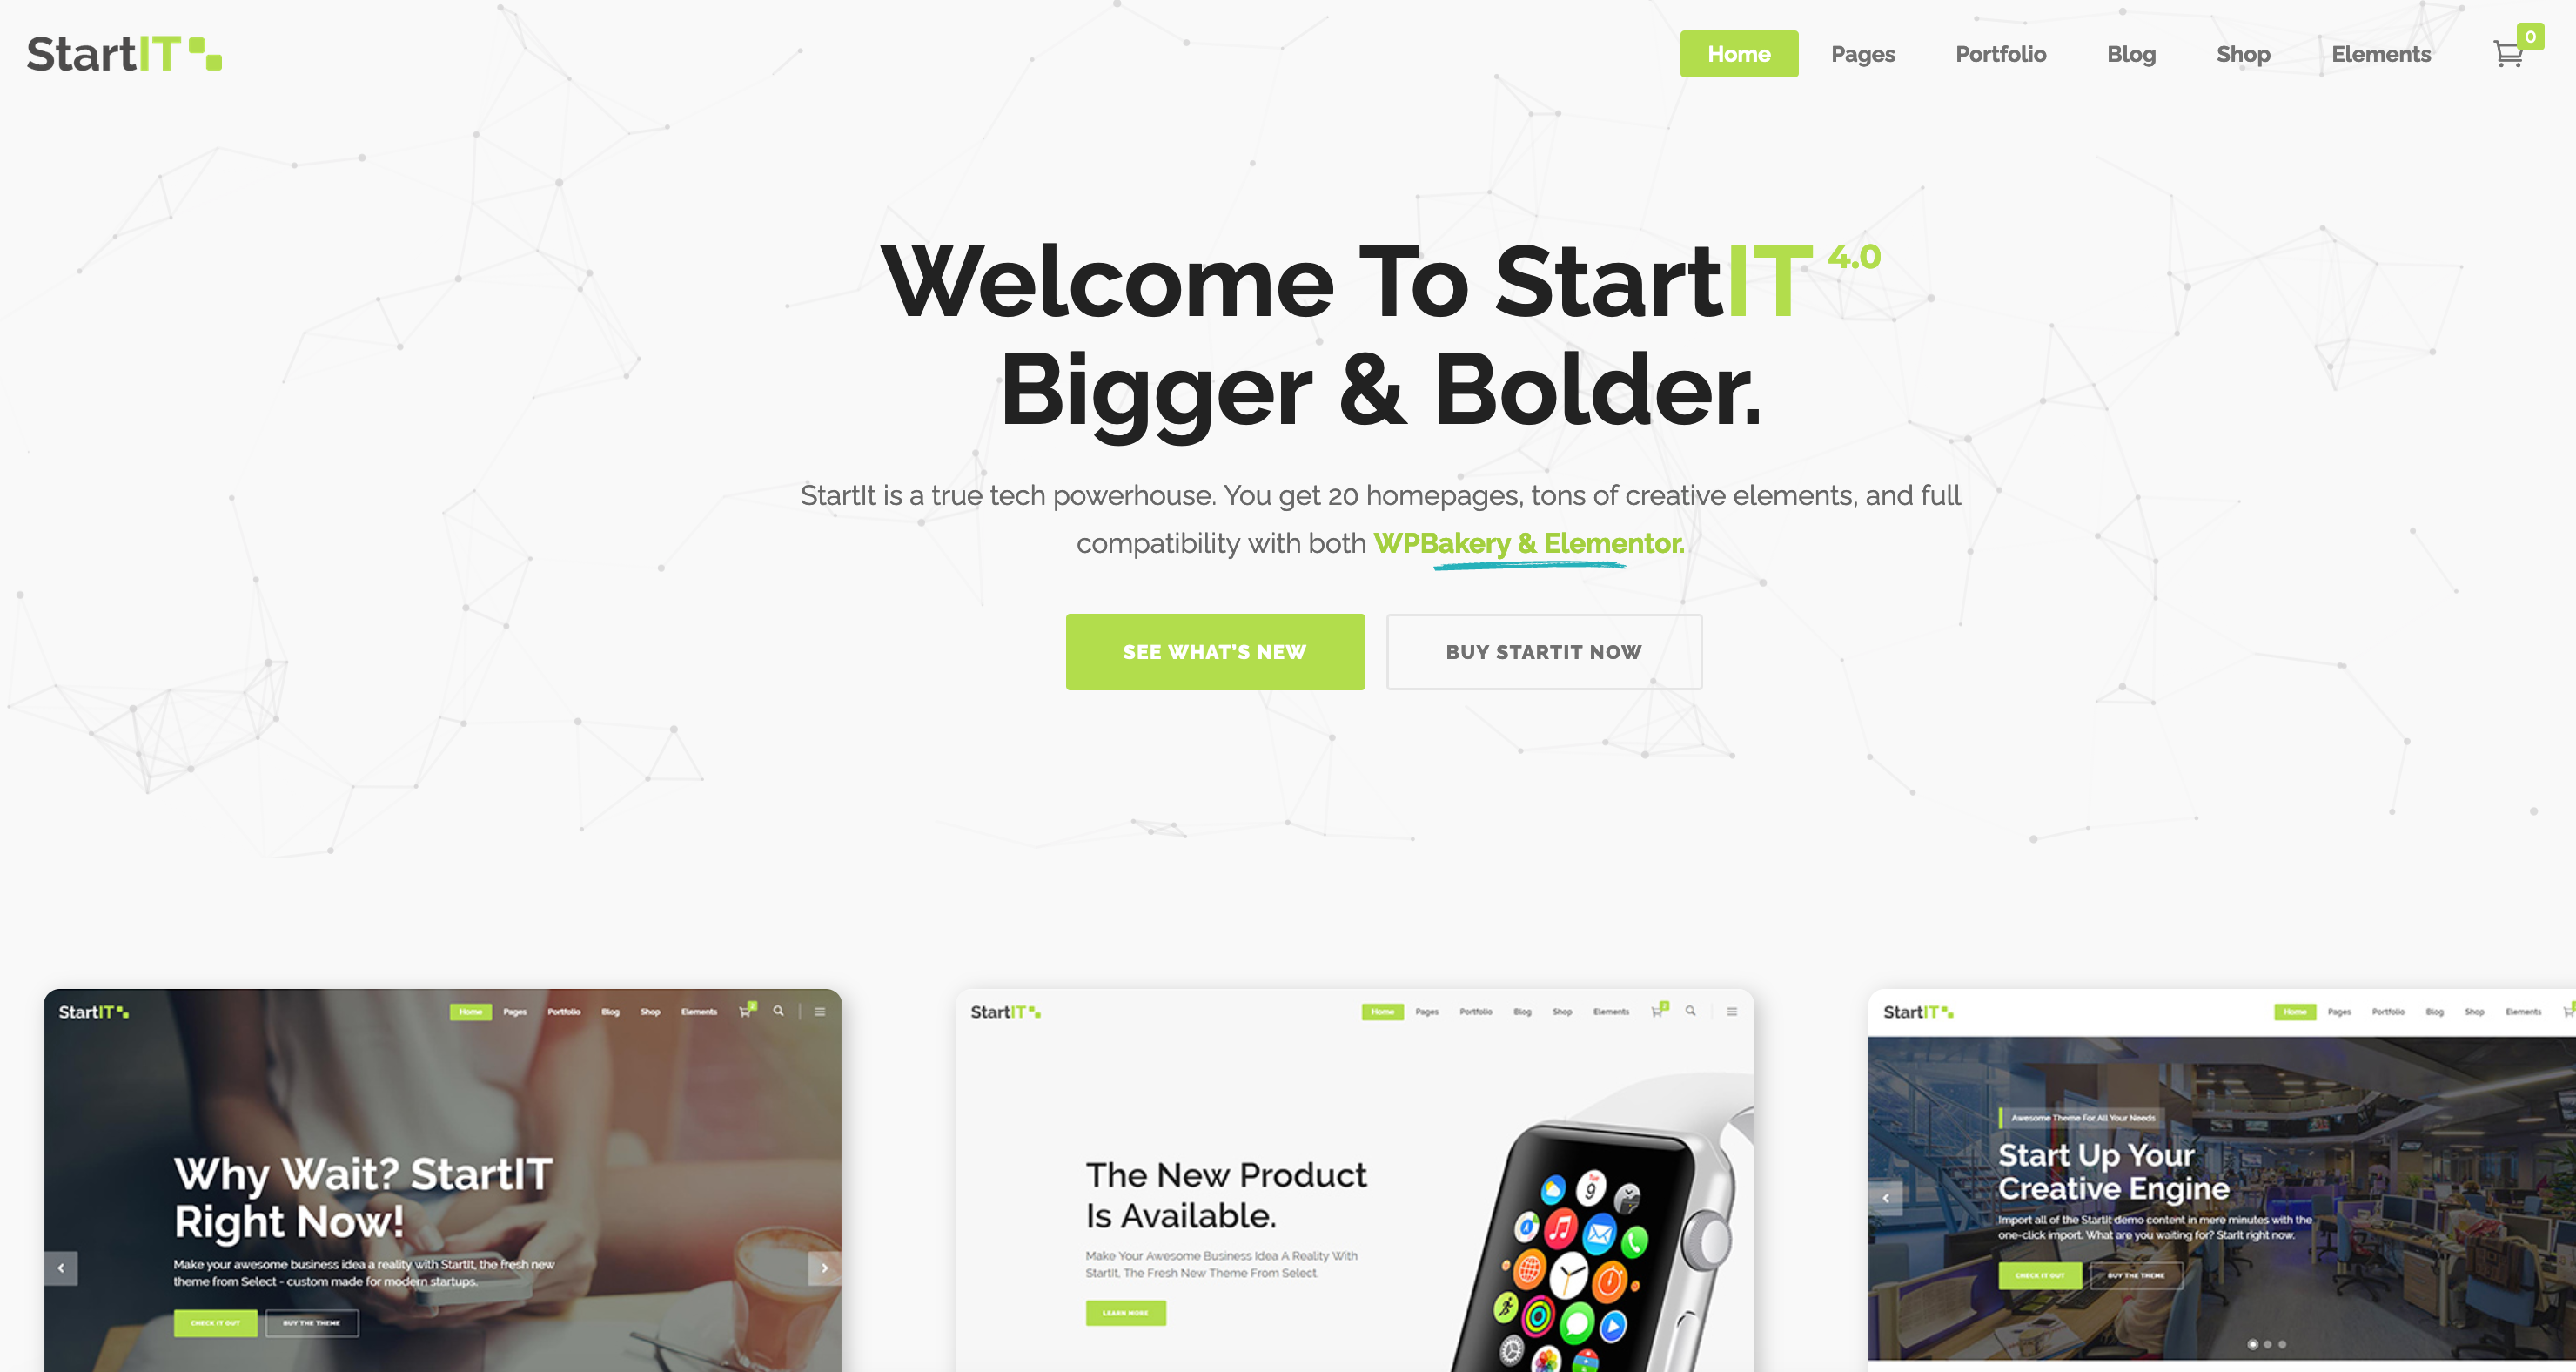 StartIT
Home Pages Portfolio Blog Shop Elements 0
Welcome To StartIT 4.0
Bigger & Bolder.
StartIt is a true tech powerhouse. You get 20 homepages, tons of creative elements, and full
compatibility with both WPBakery & Elementor.
SEE WHAT'S NEW
BUY STARTIT NOW
StartIT
Home Pages Portfolio Blog Shop Elements 2
Why Wait? StartIT
Right Now!
Make your awesome business idea a reality with StartIt, the fresh new
theme from Select - custom made for modern startups.
CHECK IT OUT
BUY THE THEME
StartIT
Home Pages Portfolio Blog Shop Elements 2
The New Product
Is Available.
Make Your Awesome Business Idea A Reality With
StartIt, The Fresh New Theme From Select
LEARN MORE
9
StartIT
Home Pages Portfolio Blog Shop Elements
Awesome Theme For All Your Needs
Start Up Your
Creative Engine
Import all of the StartIt demo content in mere minutes with the
one-click import. What are you waiting for? StarIt right now.
CHECK IT OUT
BUY THE THEME